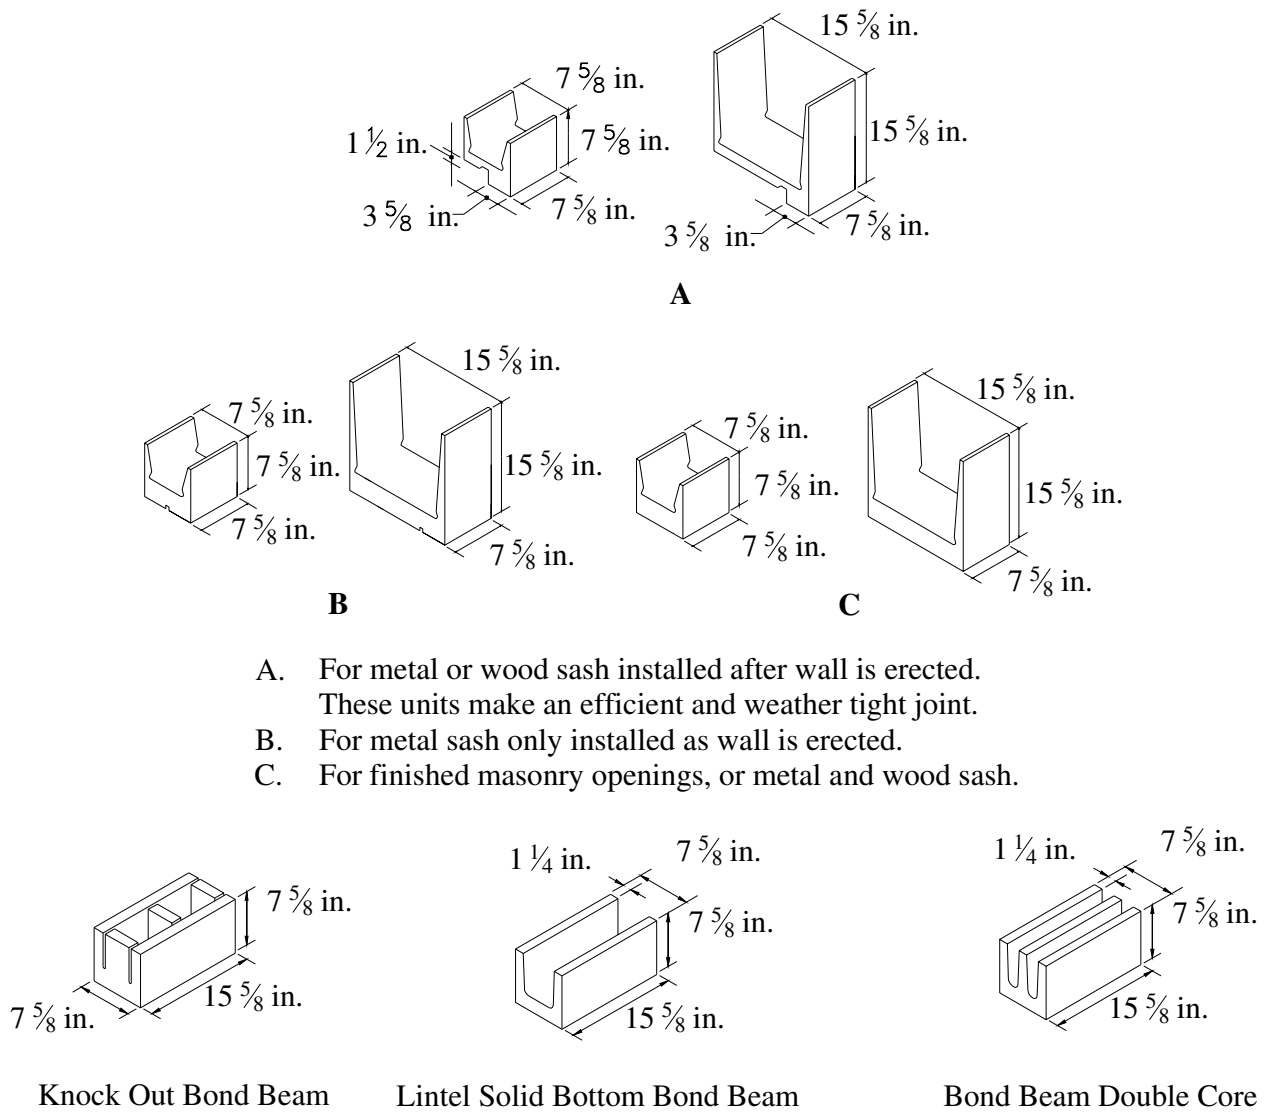 15 5⁄8 in.
7 5⁄8 in.
1 1⁄2 in.
7 5⁄8 in.
15 5⁄8 in.
3 5⁄8 in.
7 5⁄8 in.
3 5⁄8 in.
7 5⁄8 in.
A
15 5⁄8 in.
7 5⁄8 in.
7 5⁄8 in.
15 5⁄8 in.
7 5⁄8 in.
7 5⁄8 in.
B
15 5⁄8 in.
7 5⁄8 in.
7 5⁄8 in.
15 5⁄8 in.
7 5⁄8 in.
7 5⁄8 in.
C
A. For metal or wood sash installed after wall is erected.
These units make an efficient and weather tight joint.
B. For metal sash only installed as wall is erected.
C. For finished masonry openings, or metal and wood sash.
7 5⁄8 in.
15 5⁄8 in.
7 5⁄8 in.
Knock Out Bond Beam
1 1⁄4 in.
7 5⁄8 in.
7 5⁄8 in.
15 5⁄8 in.
Lintel Solid Bottom Bond Beam
1 1⁄4 in.
7 5⁄8 in.
7 5⁄8 in.
15 5⁄8 in.
Bond Beam Double Core